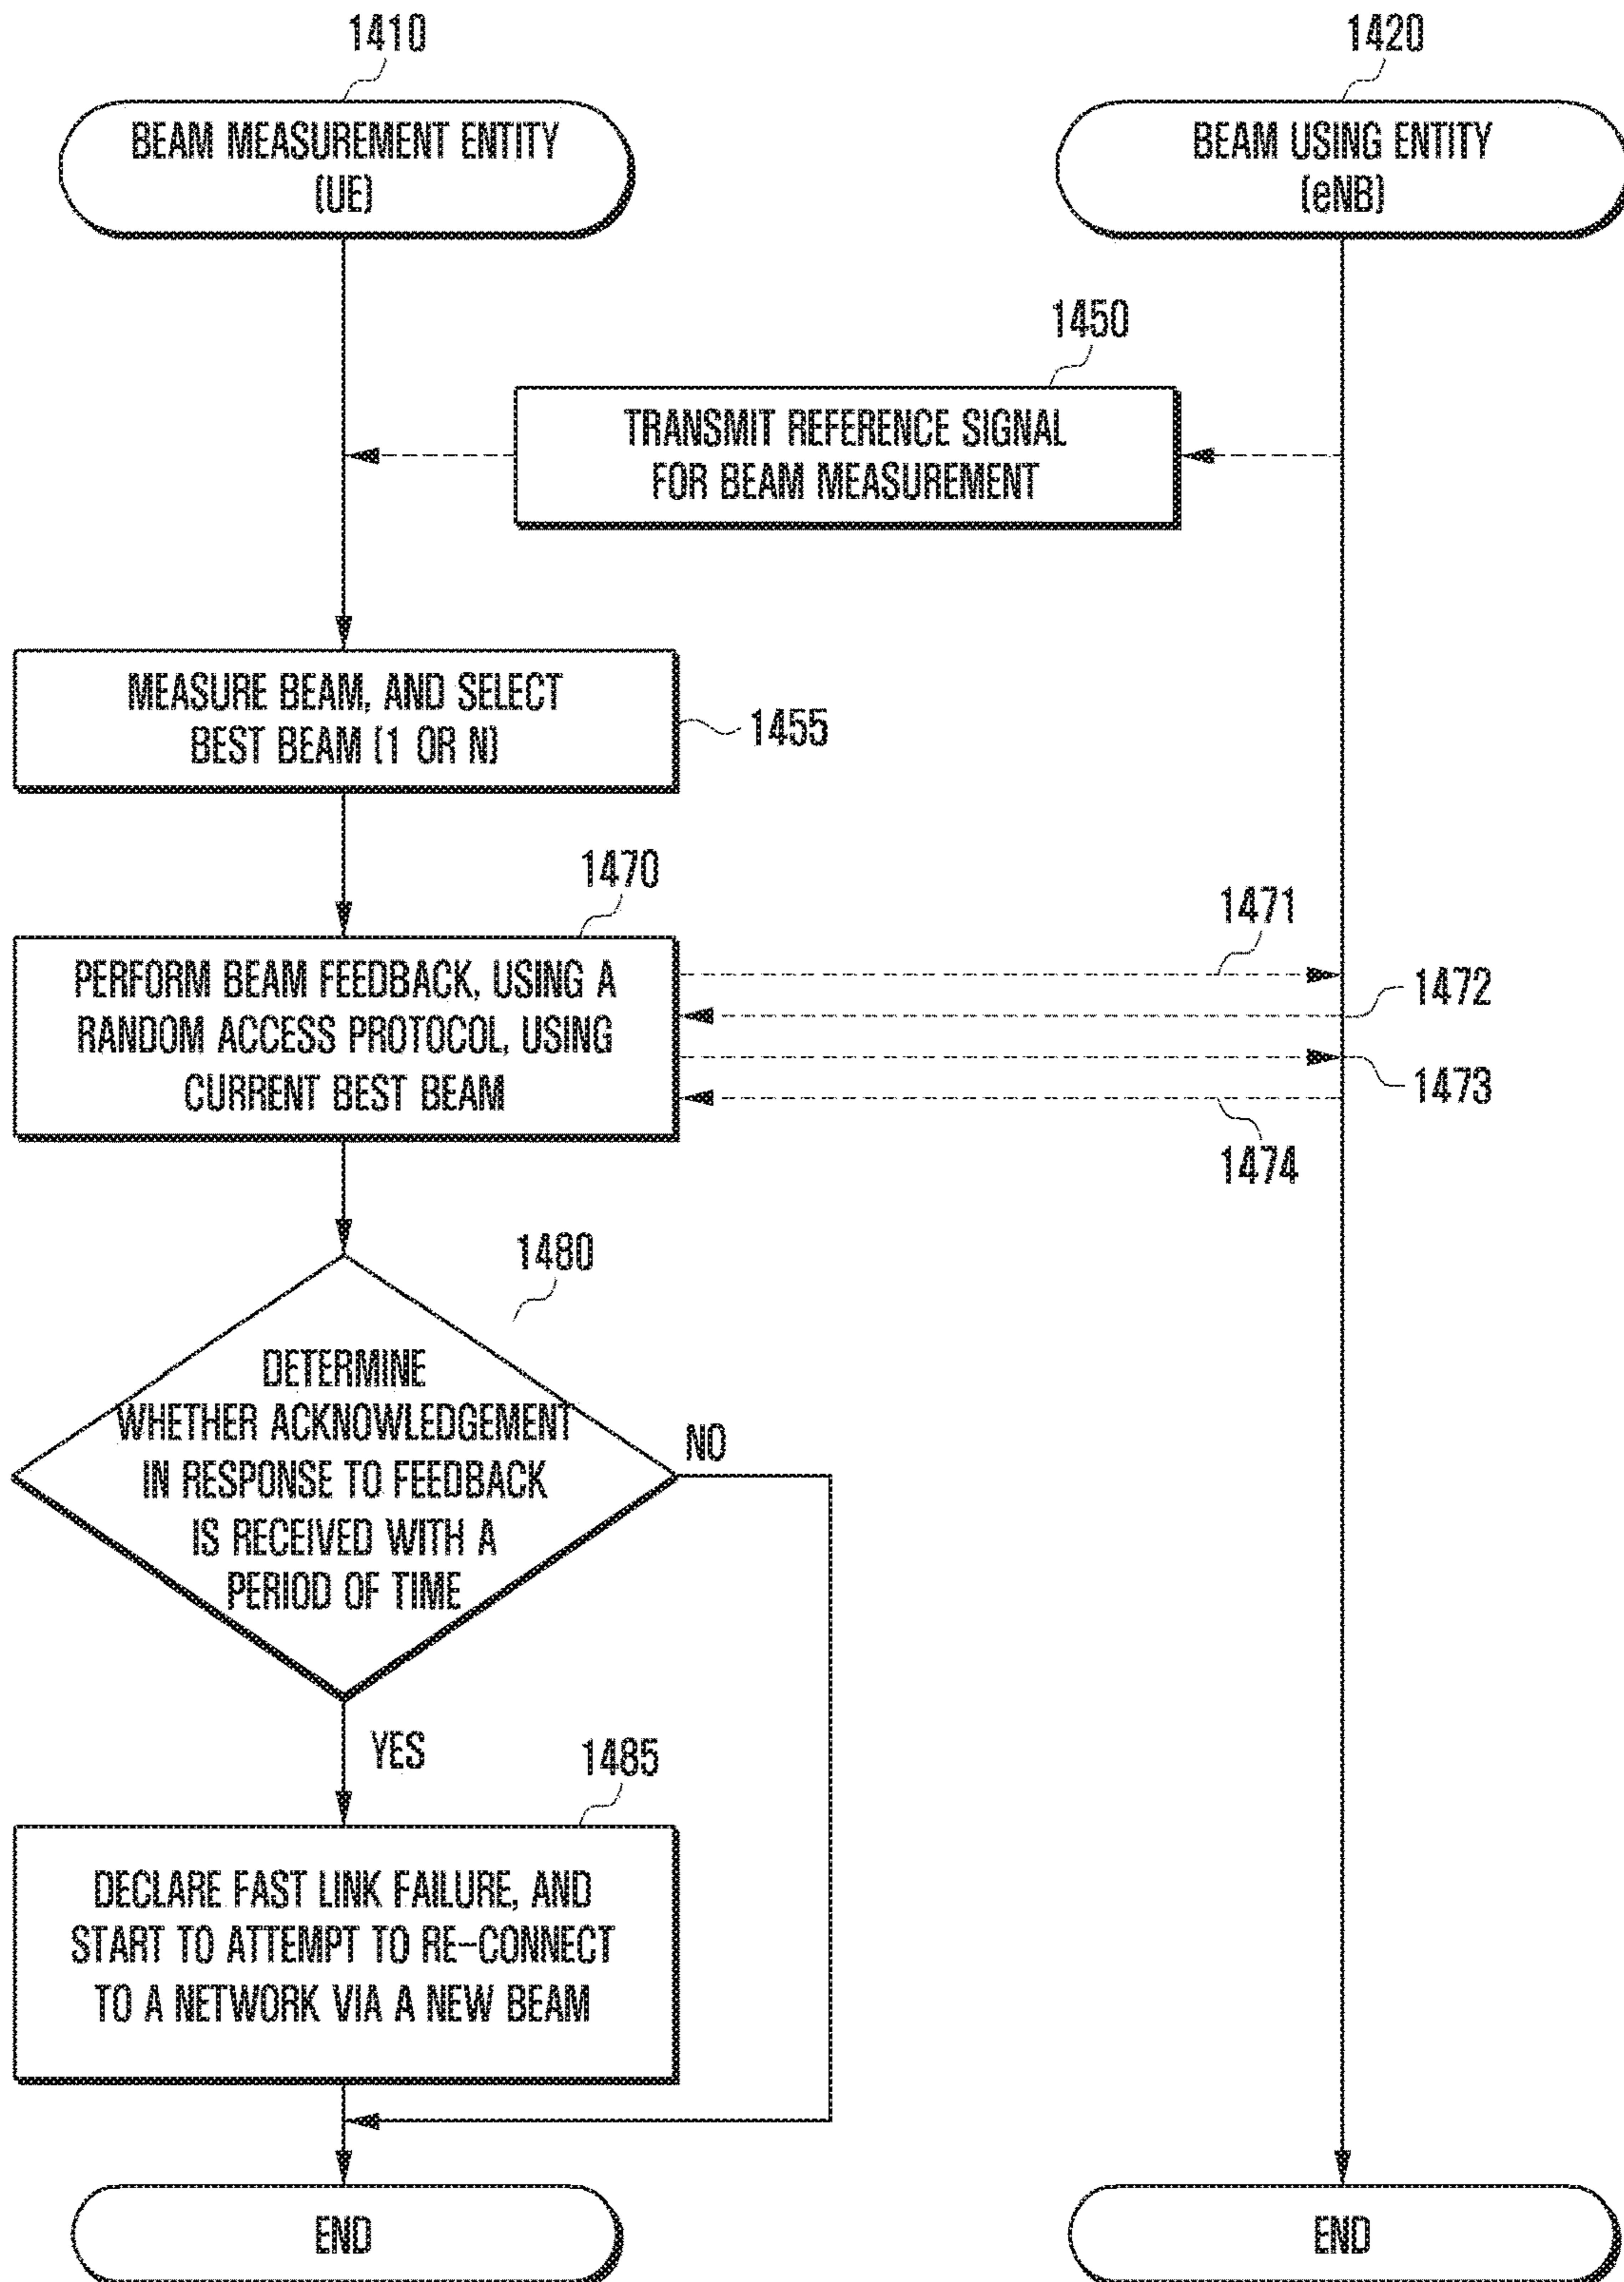 1410
1420
BEAM MEASUREMENT ENTITY
(UE)
BEAM USING ENTITY
(eNB)
1450
TRANSMIT REFERENCE SIGNAL
FOR BEAM MEASUREMENT
MEASURE BEAM, AND SELECT
BEST BEAM (1 OR N)
1455
1470
PERFORM BEAM FEEDBACK, USING A
RANDOM ACCESS PROTOCOL, USING
CURRENT BEST BEAM
1471
1472
1473
1474
1480
DETERMINE
WHETHER ACKNOWLEDGEMENT
IN RESPONSE TO FEEDBACK
IS RECEIVED WITH A
PERIOD OF TIME
NO
YES
1485
DECLARE FAST LINK FAILURE, AND
START TO ATTEMPT TO RE-CONNECT
TO A NETWORK VIA A NEW BEAM
END
END